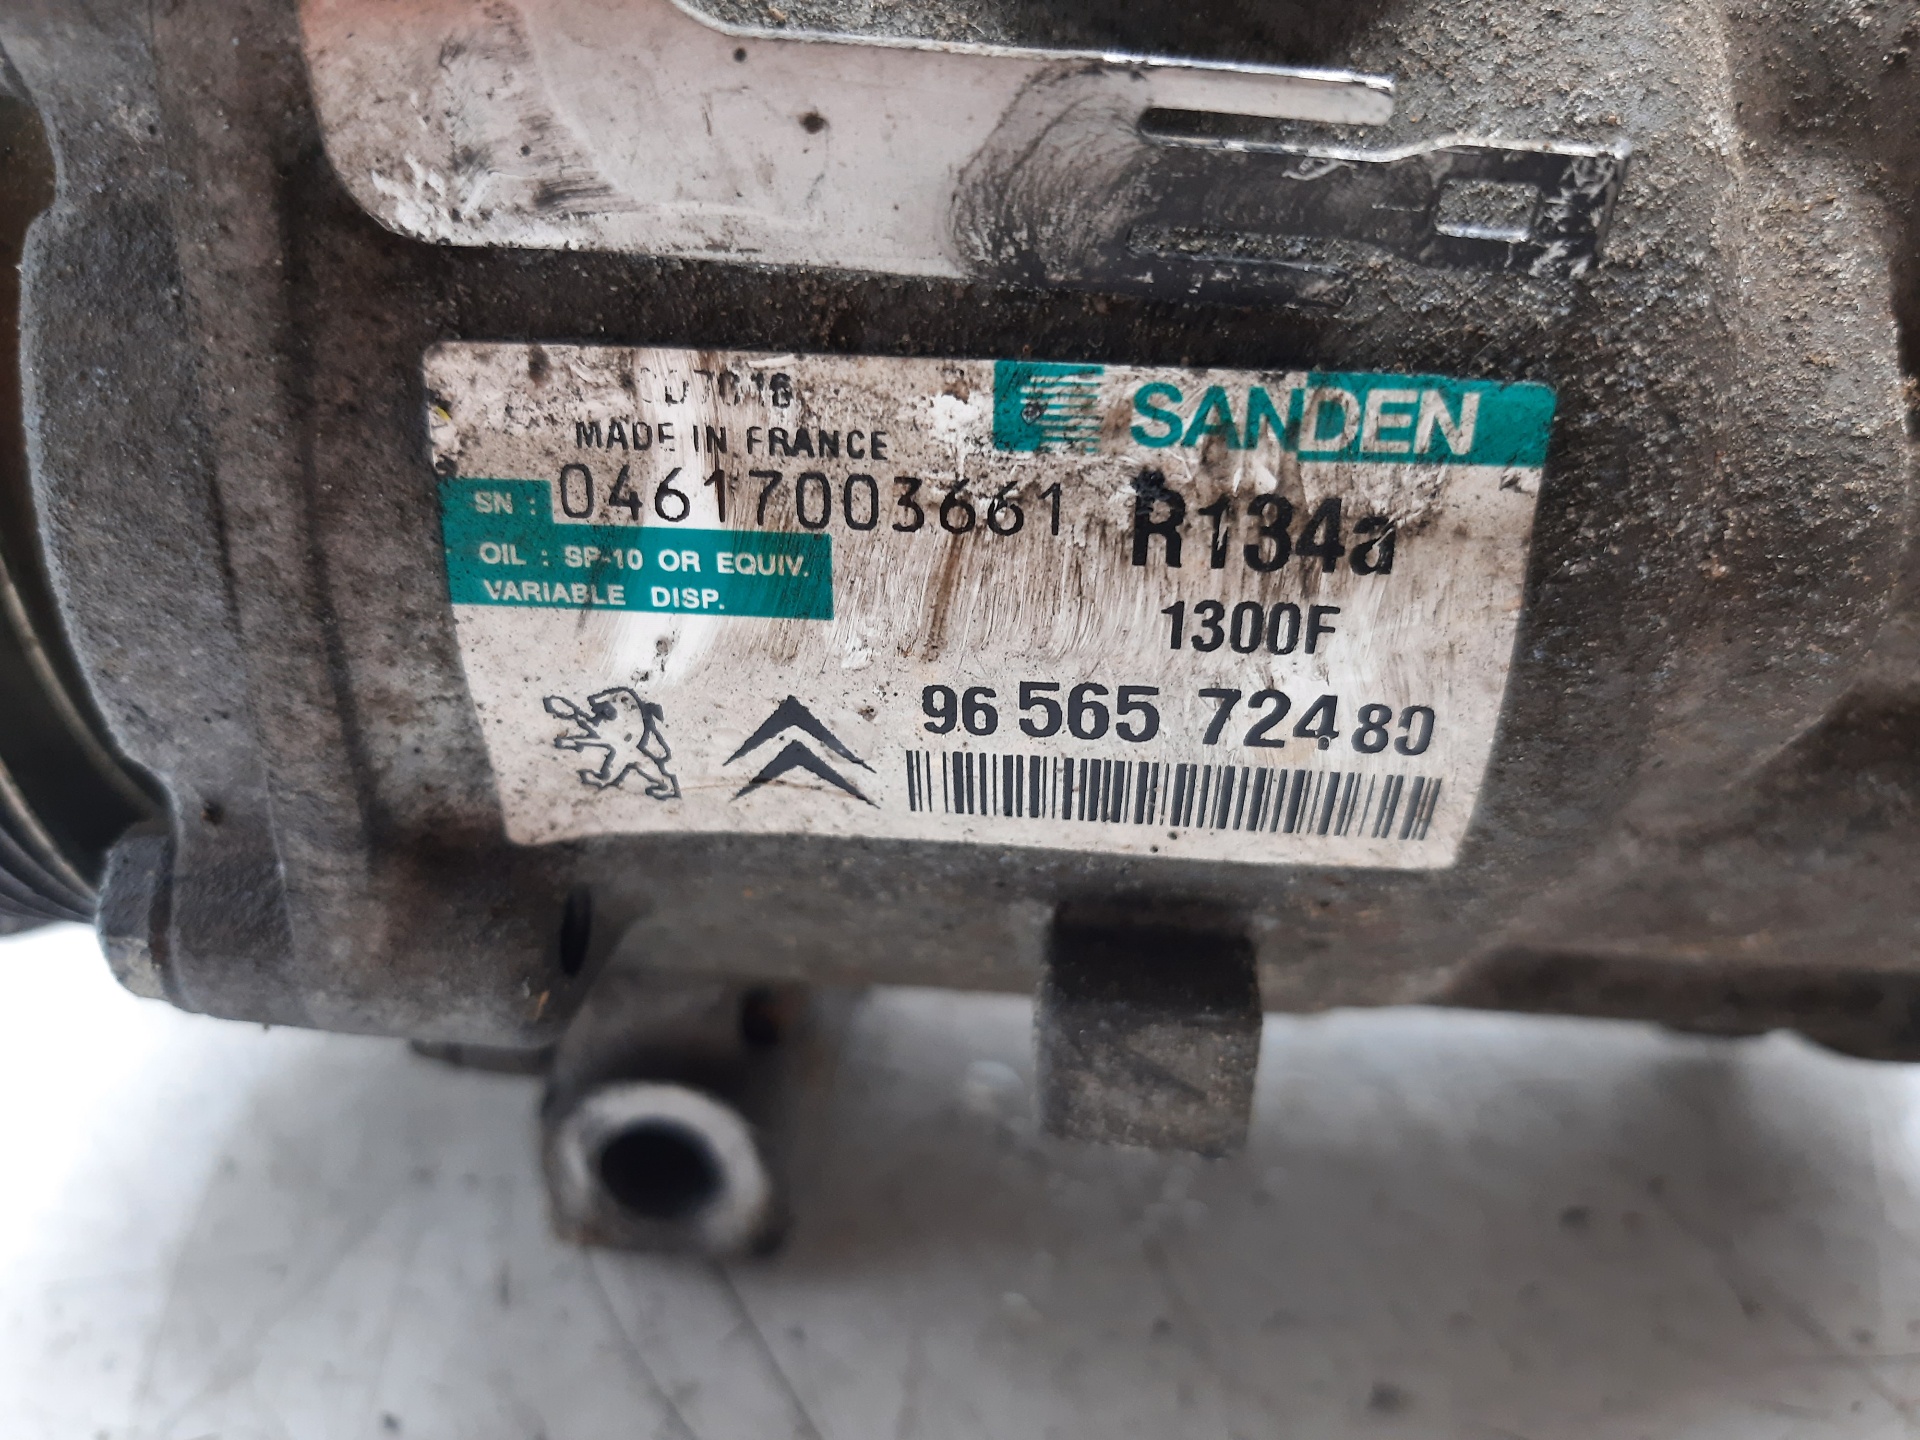 SANDEN
MADE IN FRANCE
SN : 04617003661
R134a
OIL : SP-10 OR EQUIV.
VARIABLE DISP.
1300F
96 565 724 80